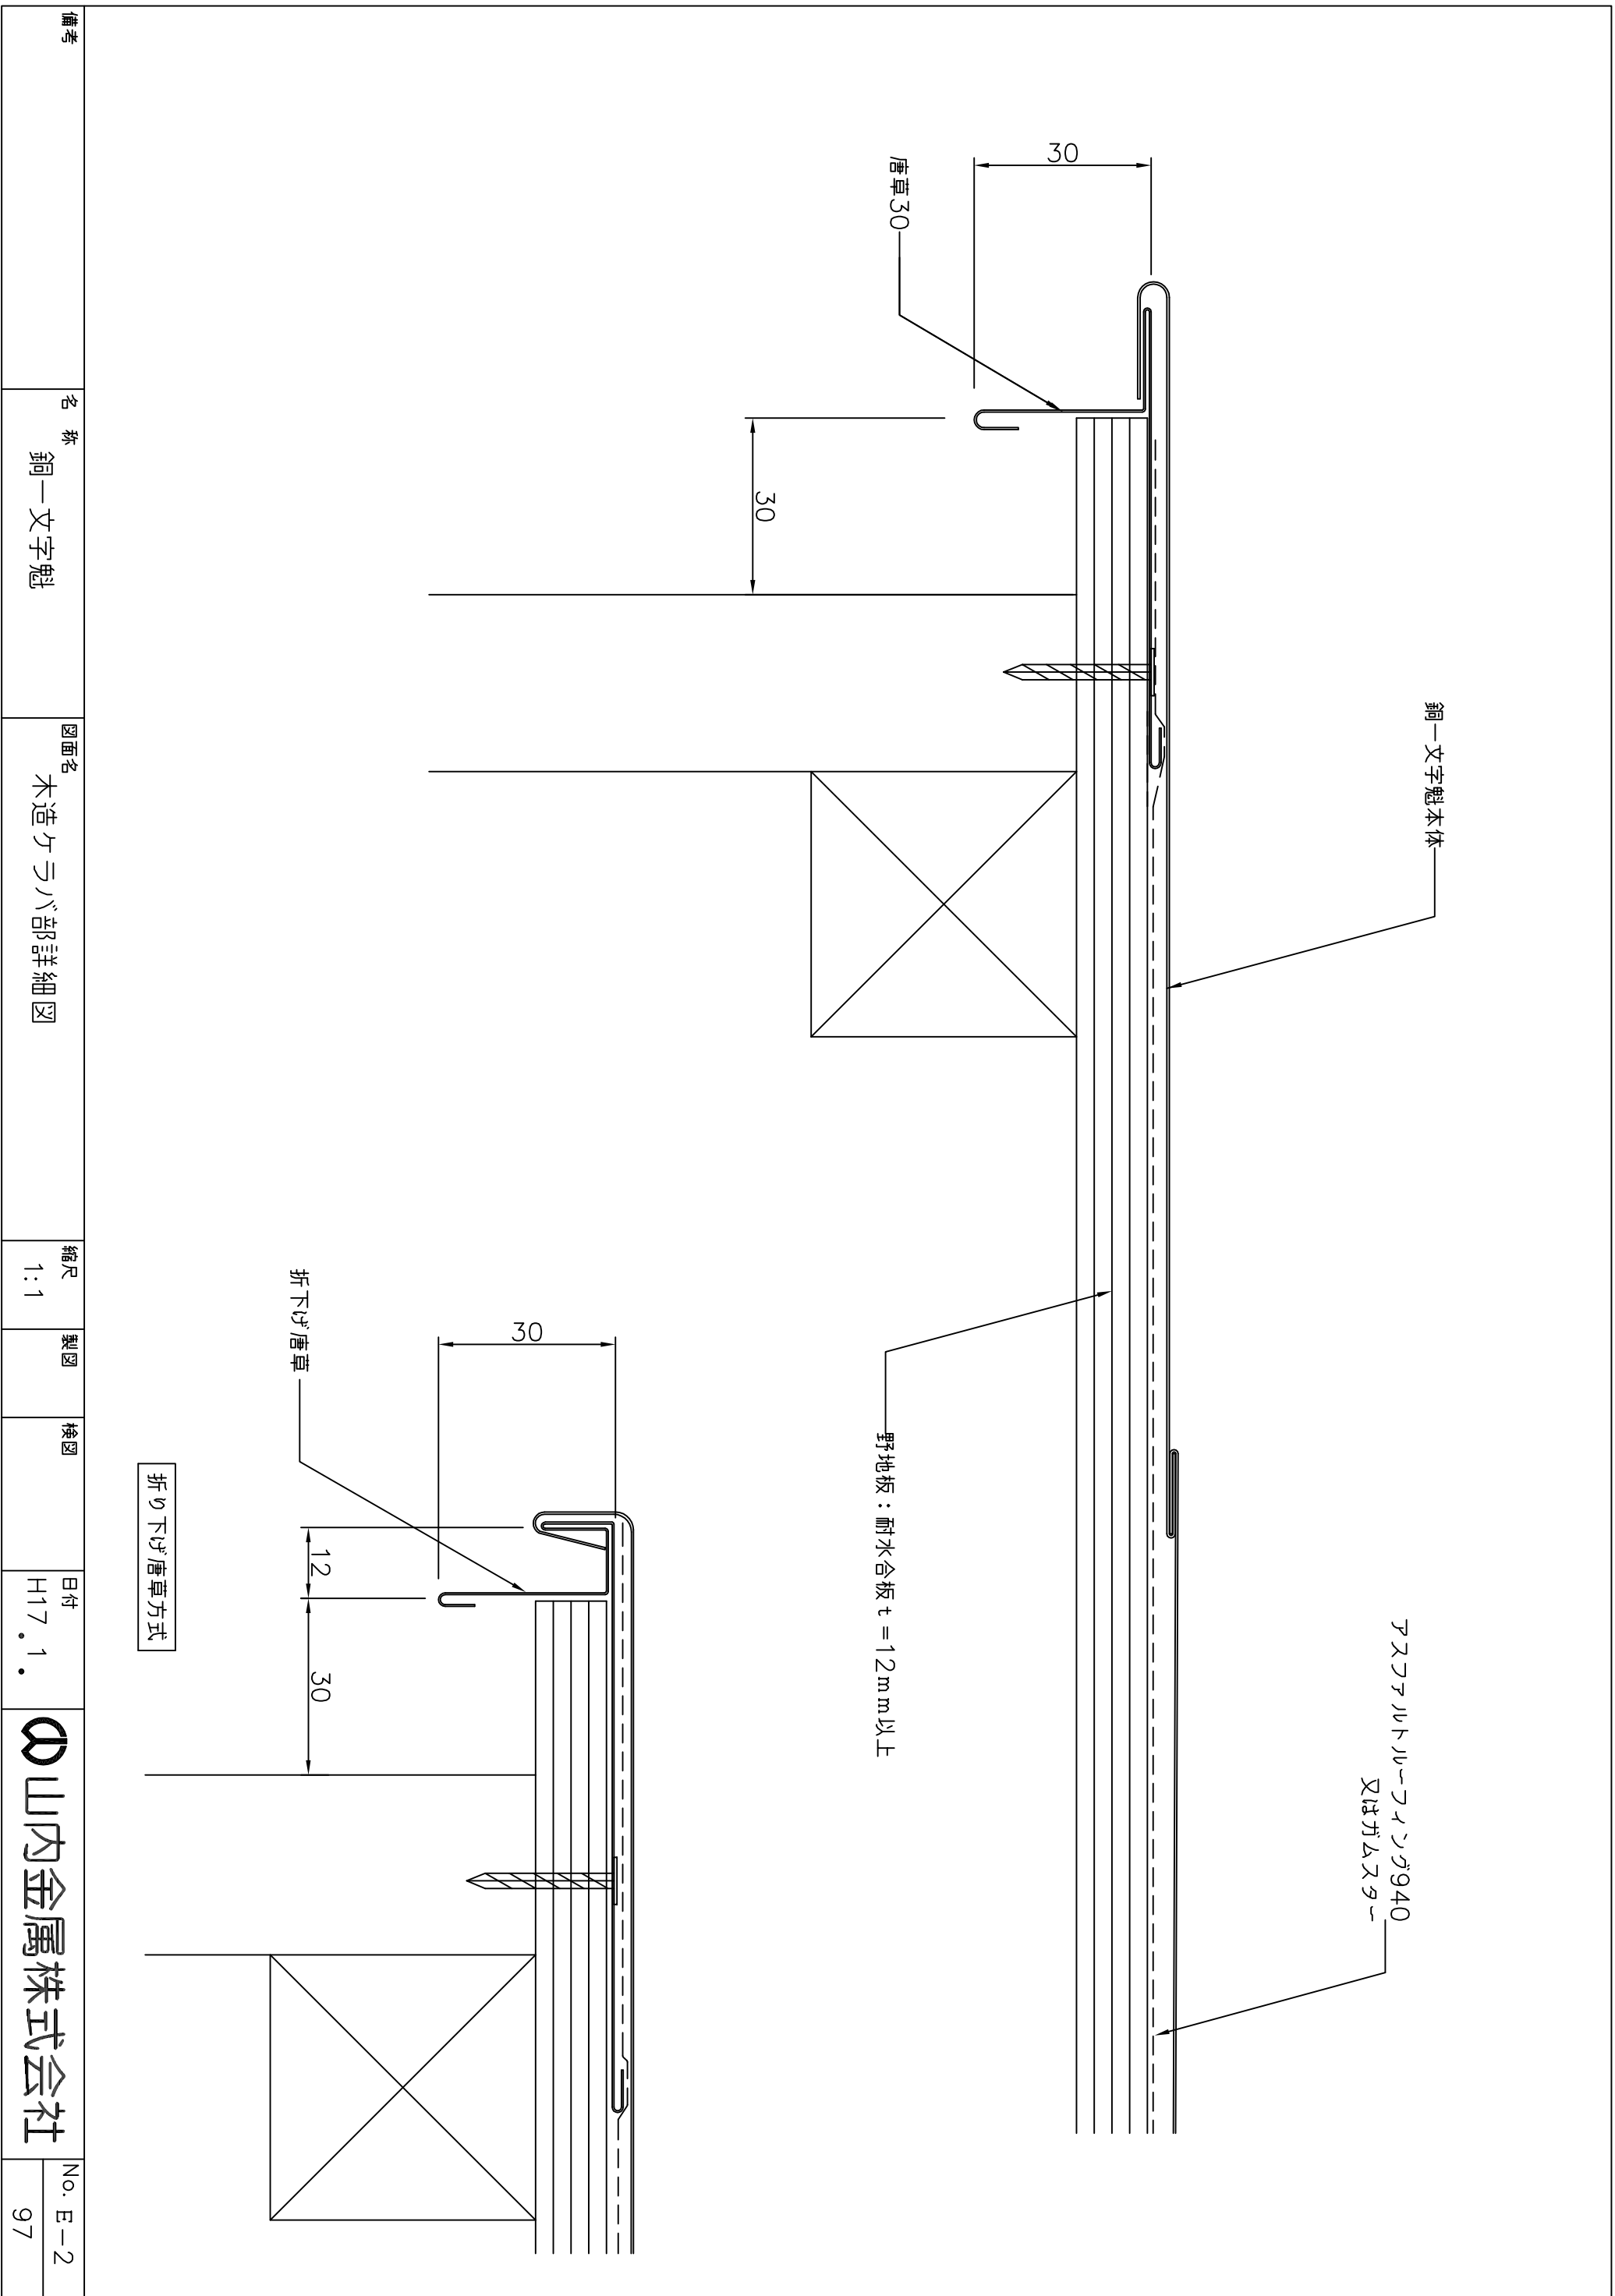 銅一文字魁本体
アスファルトルーフィング940
又はガムスター
30
唐草30
30
野地板：耐水合板ｔ=12ｍｍ以上
30
折下げ唐草
12
30
折り下げ唐草方式
備考
名 称
銅一文字魁
図面名
木造ケラバ部詳細図
縮尺
1:1
製図
検図
日付
H17．1．
山内金属株式会社
No. E-2
97